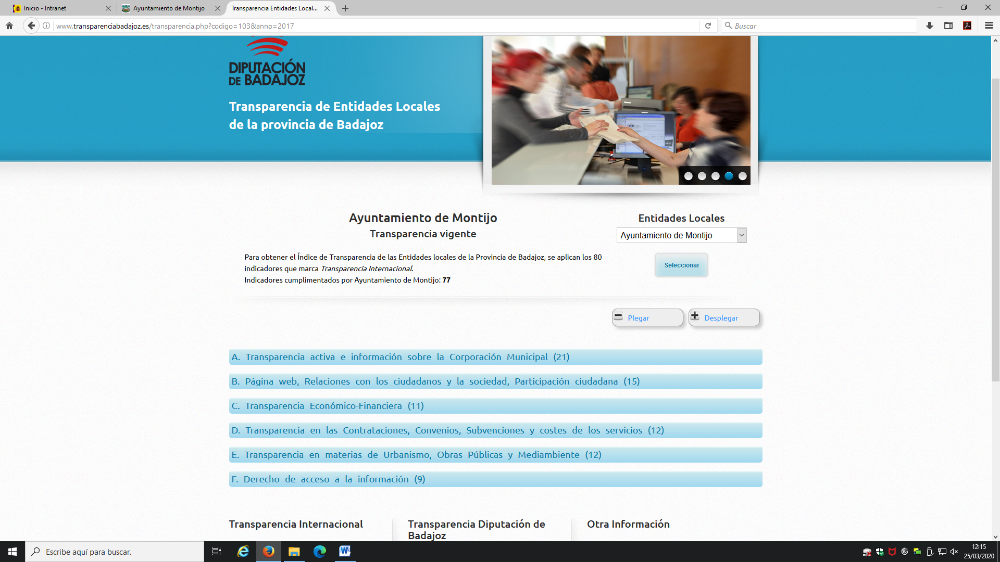 Inicio - Intranet
Ayuntamiento de Montijo
Transparencia Entidades Local...
www.transparenciabadajoz.es/transparencia.php?codigo=103&anno=2017
Buscar
DIPUTACIÓN
DE BADAJOZ
Transparencia de Entidades Locales
de la provincia de Badajoz
Ayuntamiento de Montijo
Transparencia vigente
Para obtener el Índice de Transparencia de las Entidades locales de la Provincia de Badajoz, se aplican los 80
indicadores que marca Transparencia Internacional.
Indicadores cumplimentados por Ayuntamiento de Montijo: 77
Entidades Locales
Ayuntamiento de Montijo
Seleccionar
Plegar
Desplegar
A. Transparencia activa e información sobre la Corporación Municipal (21)
B. Página web, Relaciones con los ciudadanos y la sociedad, Participación ciudadana (15)
C. Transparencia Económico-Financiera (11)
D. Transparencia en las Contrataciones, Convenios, Subvenciones y costes de los servicios (12)
E. Transparencia en materias de Urbanismo, Obras Públicas y Mediambiente (12)
F. Derecho de acceso a la información (9)
Transparencia Internacional
Transparencia Diputación de
Badajoz
Otra Información
Escribe aquí para buscar.
12:15
25/03/2020